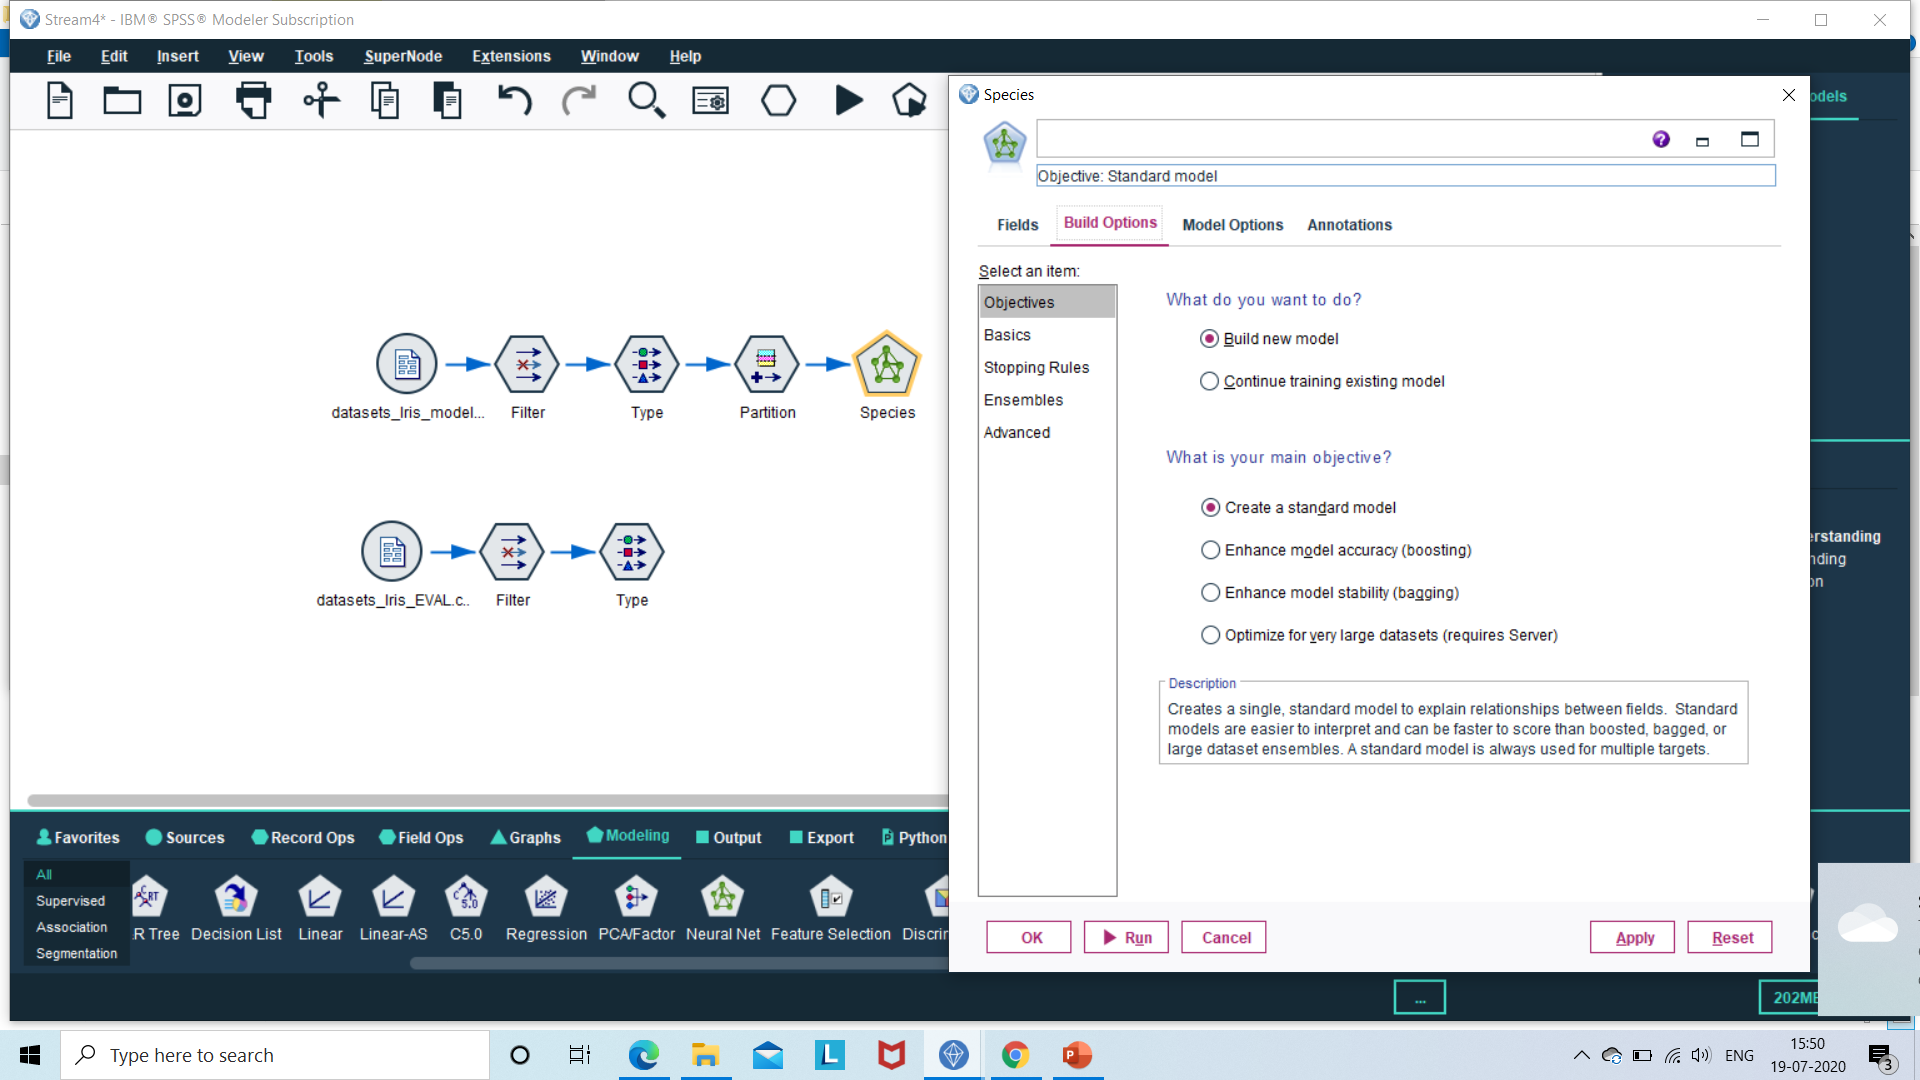 Stream4* - IBM® SPSS® Modeler Subscription
File Edit Insert View Tools SuperNode Extensions Window Help
Species
odels
Objective: Standard model
Fields Build Options Model Options Annotations
Select an item:
Objectives
Basics
Stopping Rules
Ensembles
Advanced
What do you want to do?
Build new model
Continue training existing model
What is your main objective?
Create a standard model
Enhance model accuracy (boosting)
Enhance model stability (bagging)
Optimize for very large datasets (requires Server)
Description
Creates a single, standard model to explain relationships between fields. Standard
models are easier to interpret and can be faster to score than boosted, bagged, or
large dataset ensembles. A standard model is always used for multiple targets.
OK Run Cancel Apply Reset
datasets_Iris_model... Filter Type Partition Species
datasets_Iris_EVAL.c.. Filter Type
erstanding
nding
on
Favorites Sources Record Ops Field Ops Graphs Modeling Output Export Python
All
Supervised
Association
Segmentation
R Tree Decision List Linear Linear-AS C5.0 Regression PCA/Factor Neural Net Feature Selection Discrin
C RT
C 5.0
...
202ME
Type here to search
L
P
ENG
15:50
19-07-2020
3